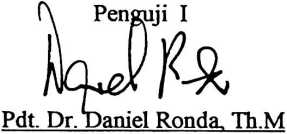 Penguji I
Pdt. Dr. Daniel Ronda, Th.M